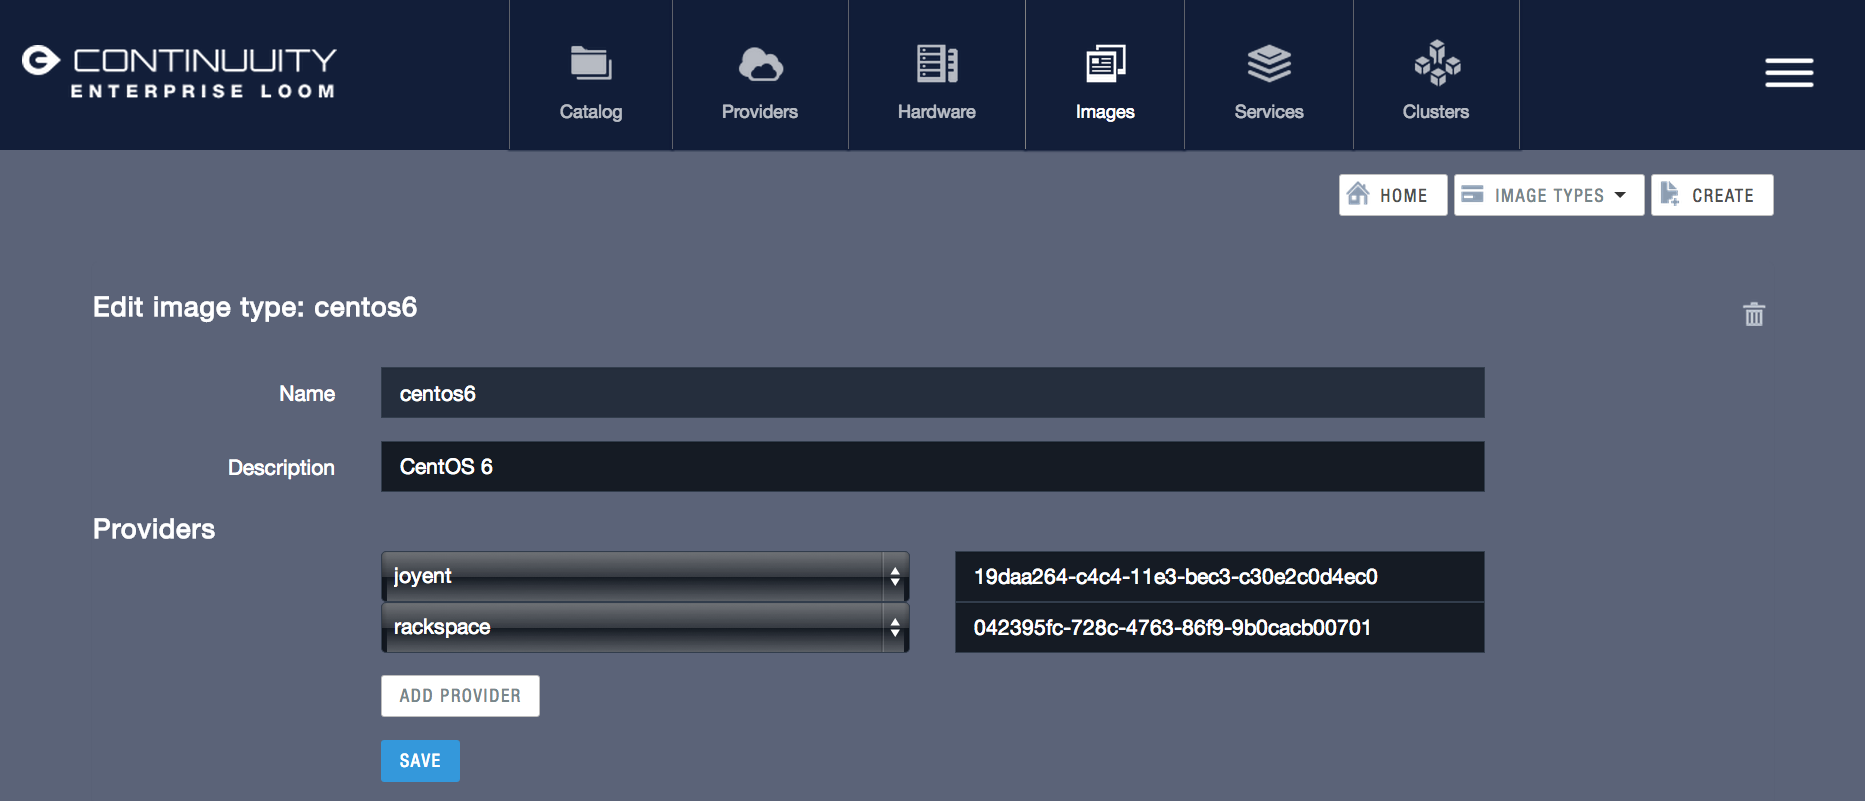 CONTINUUITY
ENTERPRISE LOOM
Catalog
Providers
Hardware
Images
Services
Clusters
HOME
IMAGE TYPES
CREATE
Edit image type: centos6
Name
centos6
Description
CentOS 6
Providers
joyent
19daa264-c4c4-11e3-bec3-c30e2c0d4ec0
rackspace
042395fc-728c-4763-86f9-9b0cacb00701
ADD PROVIDER
SAVE